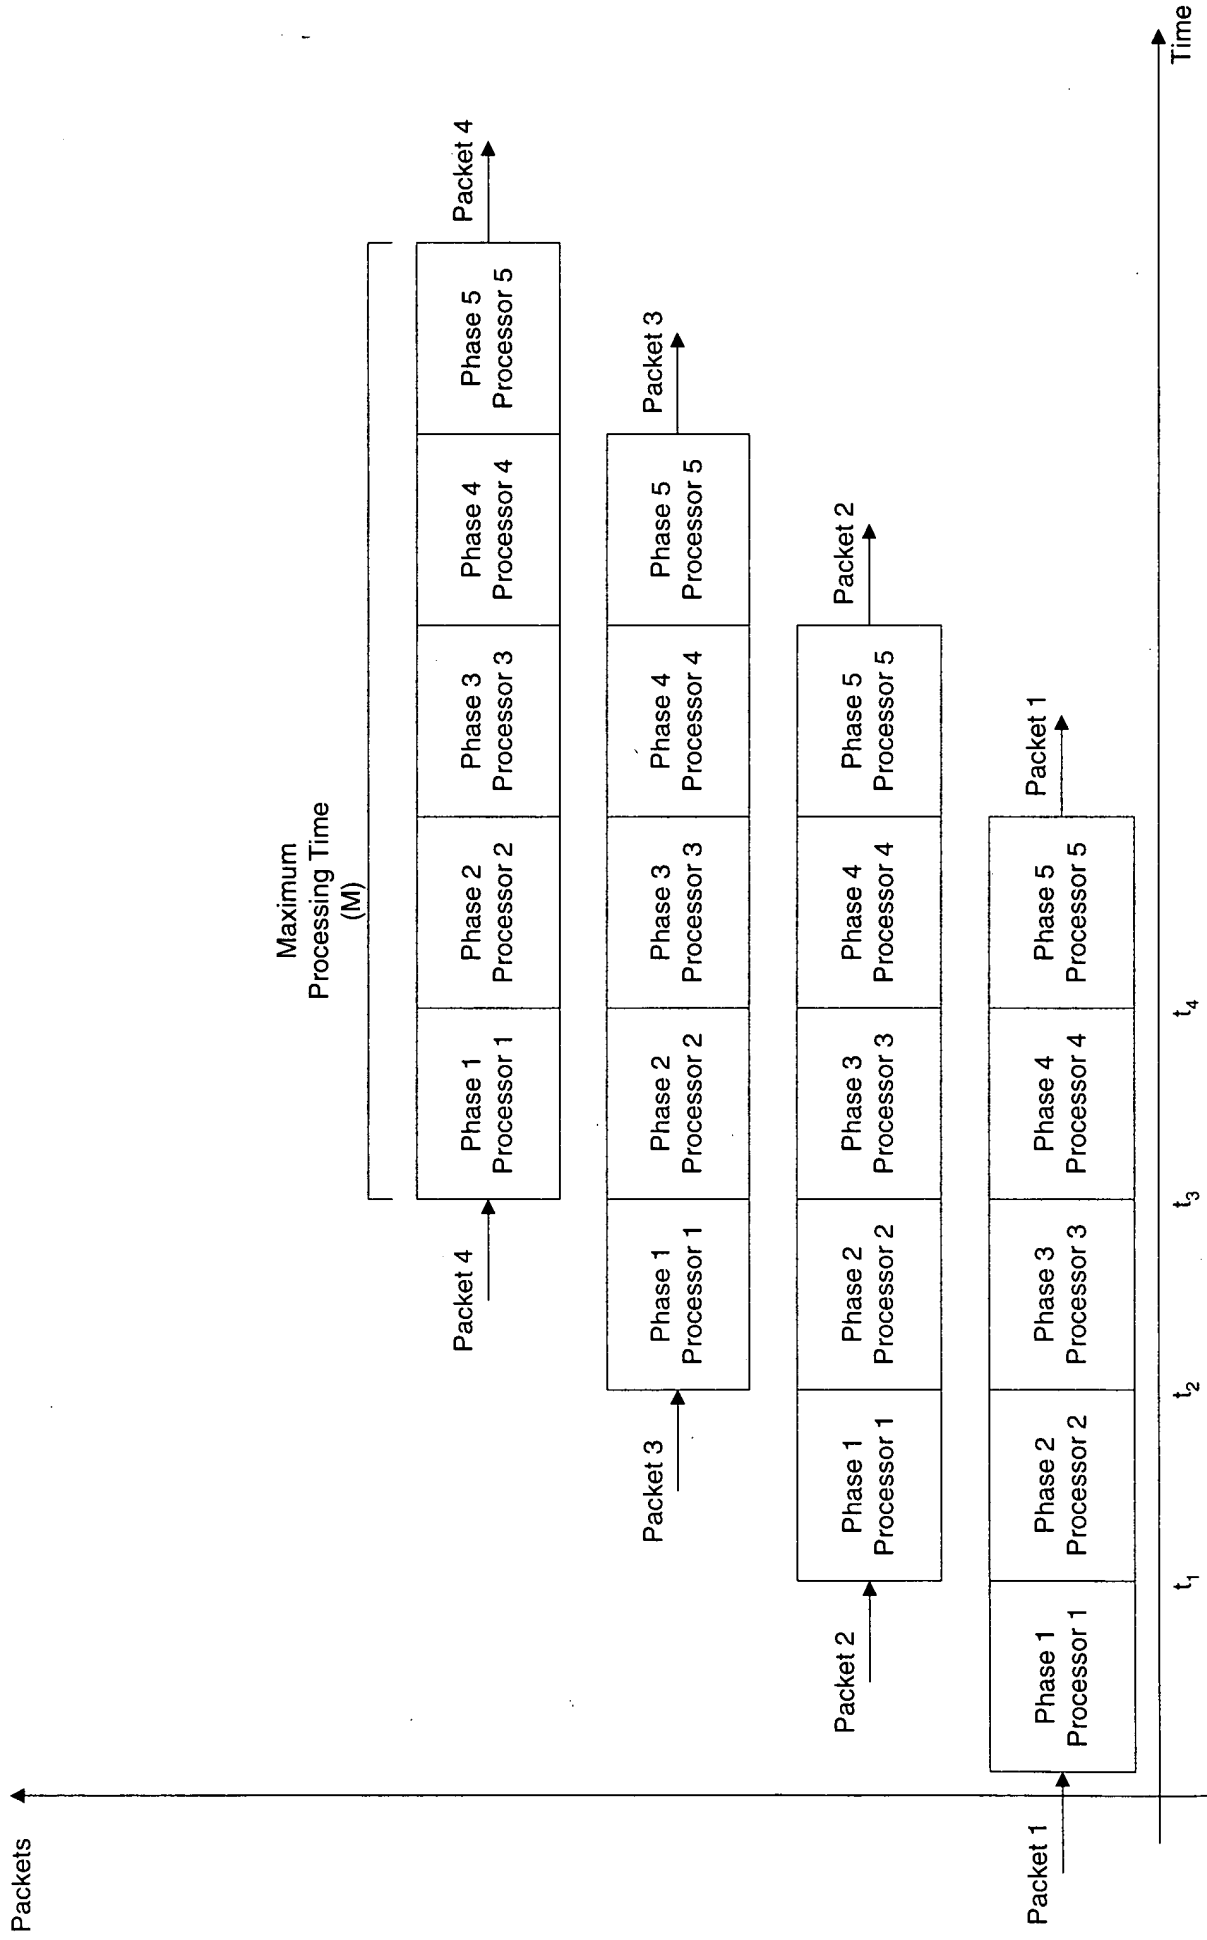 Packets
Maximum
Processing Time
(M)
Packet 4
Phase 1
Processor 1
Phase 2
Processor 2
Phase 3
Processor 3
Phase 4
Processor 4
Phase 5
Processor 5
Packet 4
Packet 3
Phase 1
Processor 1
Phase 2
Processor 2
Phase 3
Processor 3
Phase 4
Processor 4
Phase 5
Processor 5
Packet 3
Packet 2
Phase 1
Processor 1
Phase 2
Processor 2
Phase 3
Processor 3
Phase 4
Processor 4
Phase 5
Processor 5
Packet 2
Packet 1
Phase 1
Processor 1
Phase 2
Processor 2
Phase 3
Processor 3
Phase 4
Processor 4
Phase 5
Processor 5
Packet 1
t1
t2
t3
t4
Time